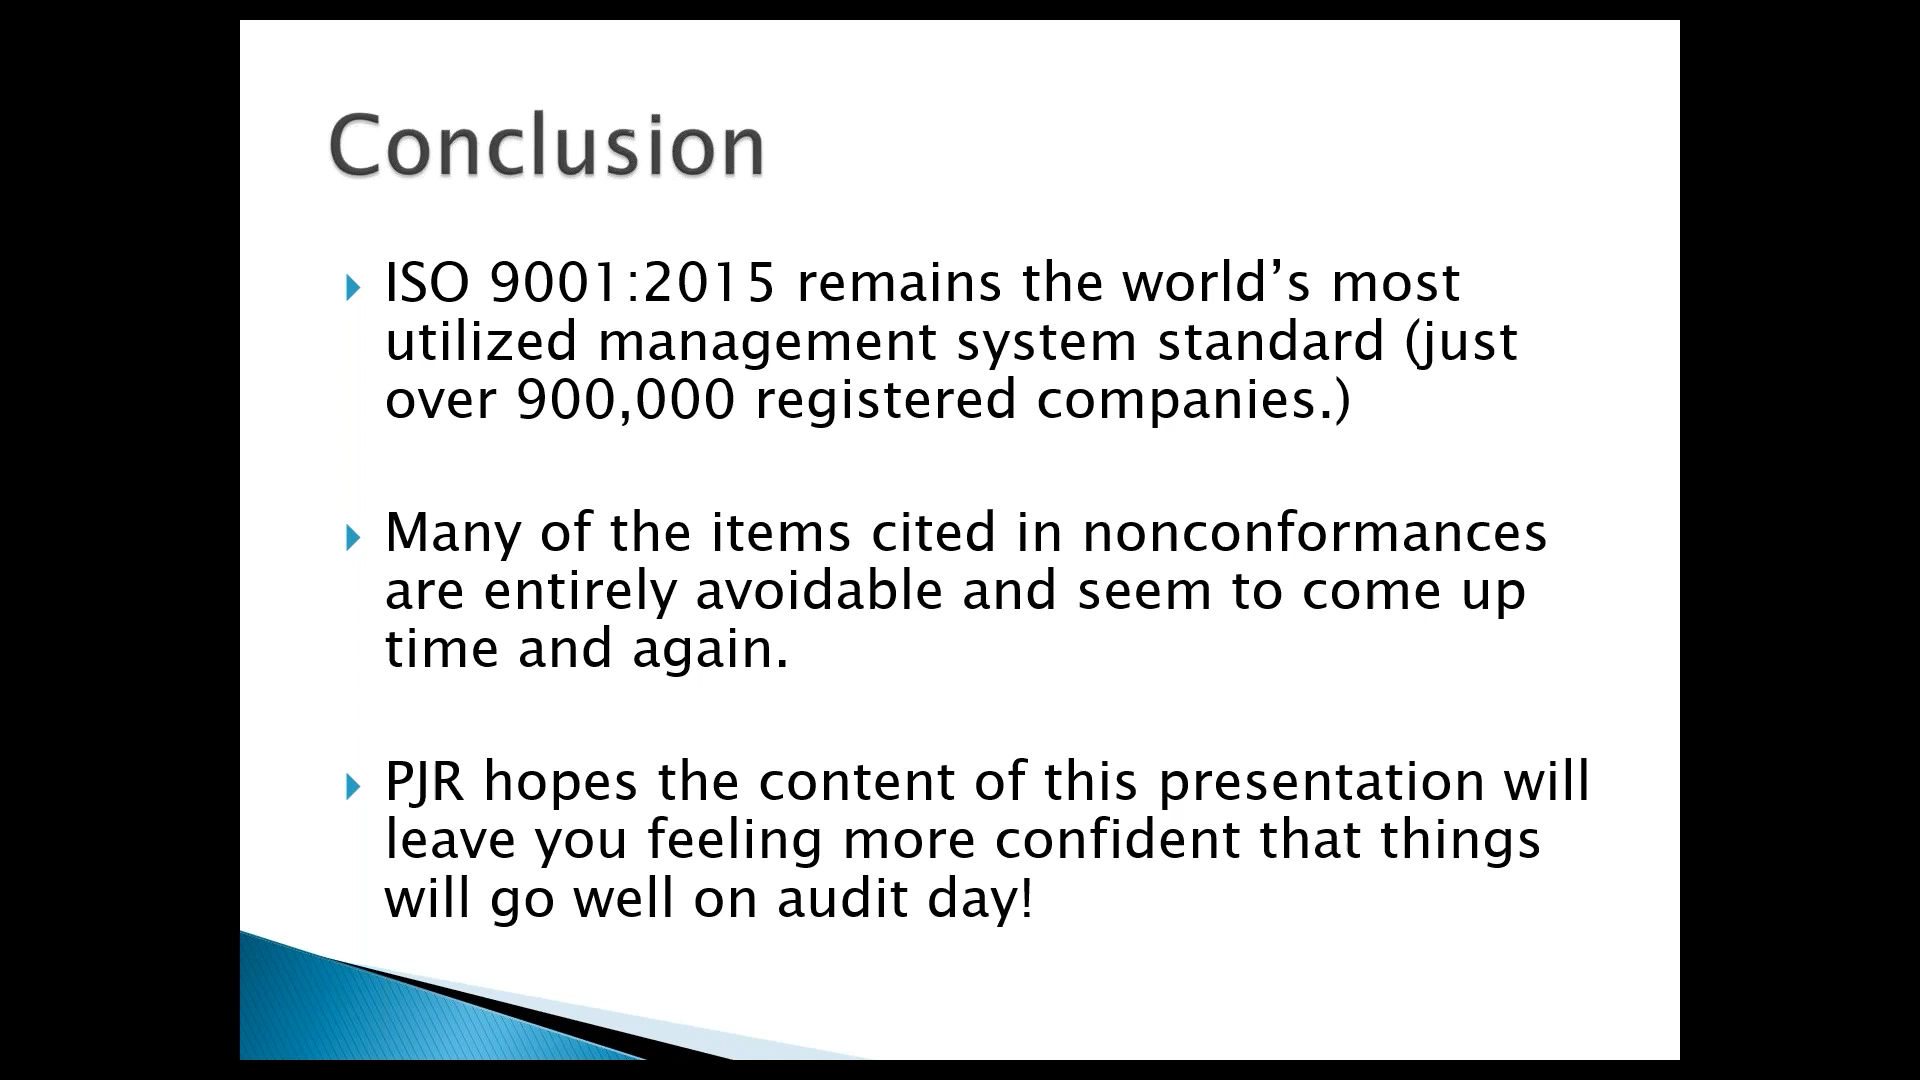 Conclusion
ISO 9001:2015 remains the world’s most
utilized management system standard (just
over 900,000 registered companies.)
Many of the items cited in nonconformances
are entirely avoidable and seem to come up
time and again.
PJR hopes the content of this presentation will
leave you feeling more confident that things
will go well on audit day!